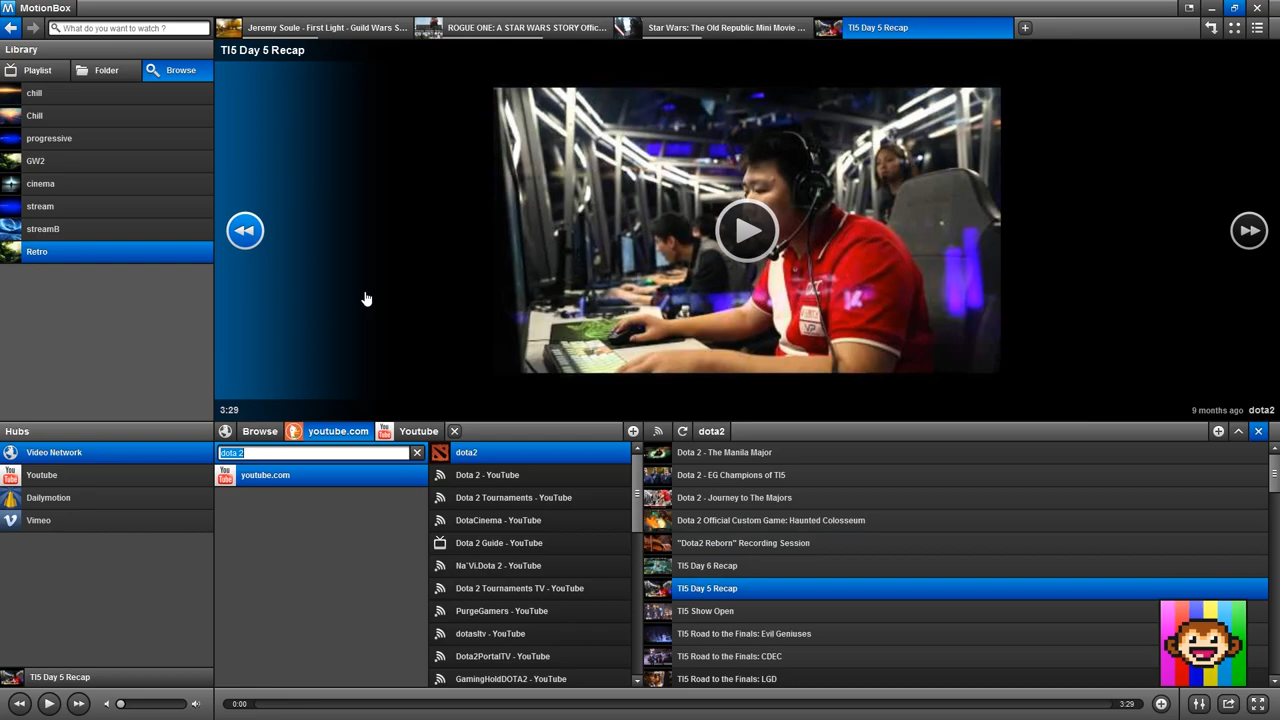 MotionBox
What do you want to watch ?
Jeremy Soule - First Light - Guild Wars S...
ROGUE ONE: A STAR WARS STORY Offic...
Star Wars: The Old Republic Mini Movie ...
TI5 Day 5 Recap
Library
TI5 Day 5 Recap
Playlist
Folder
Browse
chill
Chill
progressive
GW2
cinema
stream
streamB
Retro
3:29
9 months ago
dota2
Hubs
Browse
youtube.com
Youtube
dota2
Video Network
Youtube
Dailymotion
Vimeo
dota 2
youtube.com
dota2
Dota 2 - YouTube
Dota 2 Tournaments - YouTube
DotaCinema - YouTube
Dota 2 Guide - YouTube
Na`Vi.Dota 2 - YouTube
Dota 2 Tournaments TV - YouTube
PurgeGamers - YouTube
dotasltv - YouTube
Dota2PortalTV - YouTube
GamingHoldDOTA2 - YouTube
Dota 2 - The Manila Major
Dota 2 - EG Champions of TI5
Dota 2 - Journey to The Majors
Dota 2 Official Custom Game: Haunted Colosseum
"Dota2 Reborn" Recording Session
TI5 Day 6 Recap
TI5 Day 5 Recap
TI5 Show Open
TI5 Road to the Finals: Evil Geniuses
TI5 Road to the Finals: CDEC
TI5 Road to the Finals: LGD
TI5 Day 5 Recap
0:00
3:29